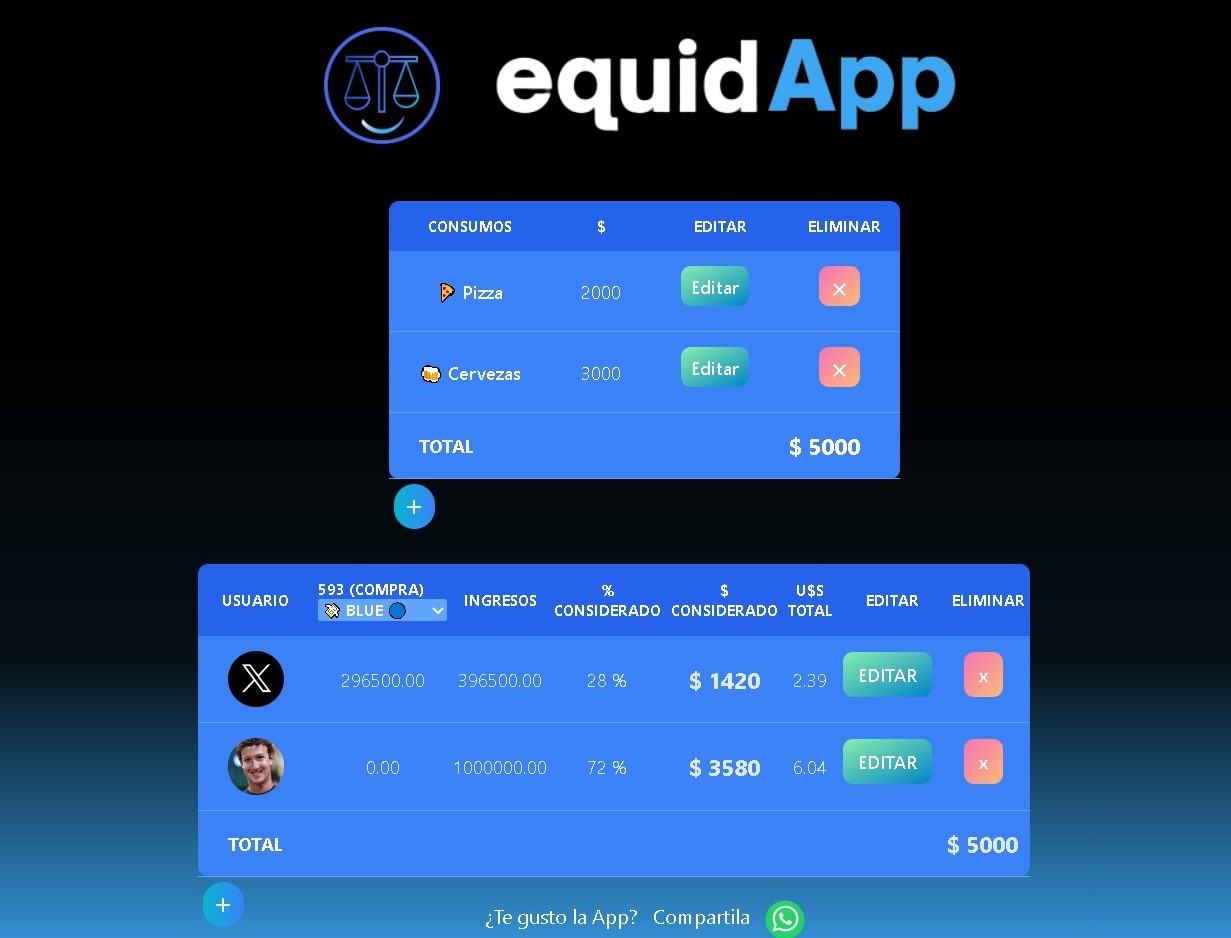 equidApp
CONSUMOS $ EDITAR ELIMINAR
🍕 Pizza 2000 Editar ×
🍻 Cervezas 3000 Editar ×
TOTAL $ 5000
+
USUARIO 593 (COMPRA) INGRESOS % CONSIDERADO $ CONSIDERADO U$S TOTAL EDITAR ELIMINAR
💸 BLUE 🔵
X 296500.00 396500.00 28 % $ 1420 2.39 EDITAR x
0.00 1000000.00 72 % $ 3580 6.04 EDITAR x
TOTAL $ 5000
+
¿Te gusto la App? Compartila